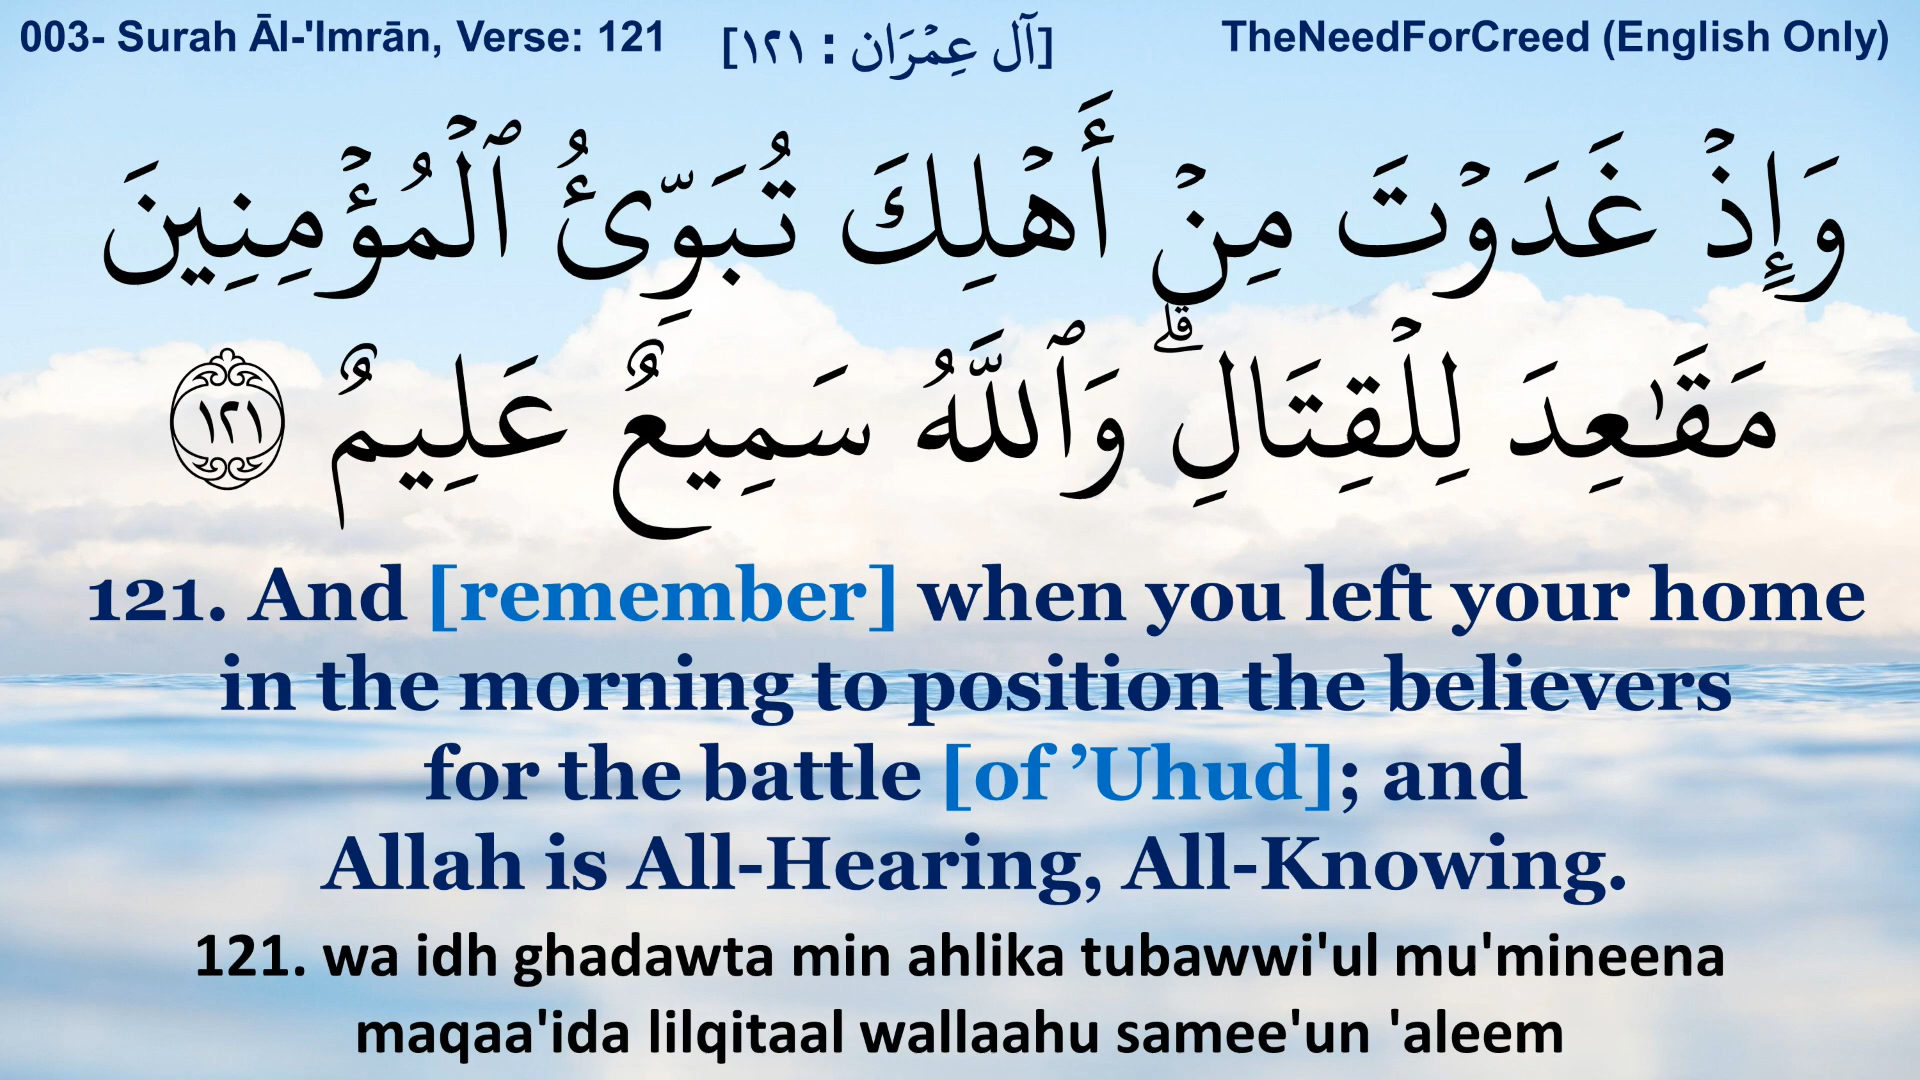 003- Surah Āl-'Imrān, Verse: 121
[آل عِمْرَان : ١٢١]
TheNeedForCreed (English Only)
وَإِذۡ غَدَوۡتَ مِنۡ أَهۡلِكَ تُبَوِّئُ ٱلۡمُؤۡمِنِينَ
مَقَـٰعِدَ لِلۡقِتَالِۗ وَٱللَّهُ سَمِيعٌ عَلِيمٌ ١٢١
121. And [remember] when you left your home
in the morning to position the believers
for the battle [of ’Uhud]; and
Allah is All-Hearing, All-Knowing.
121. wa idh ghadawta min ahlika tubawwi'ul mu'mineena
maqaa'ida lilqitaal wallaahu samee'un 'aleem